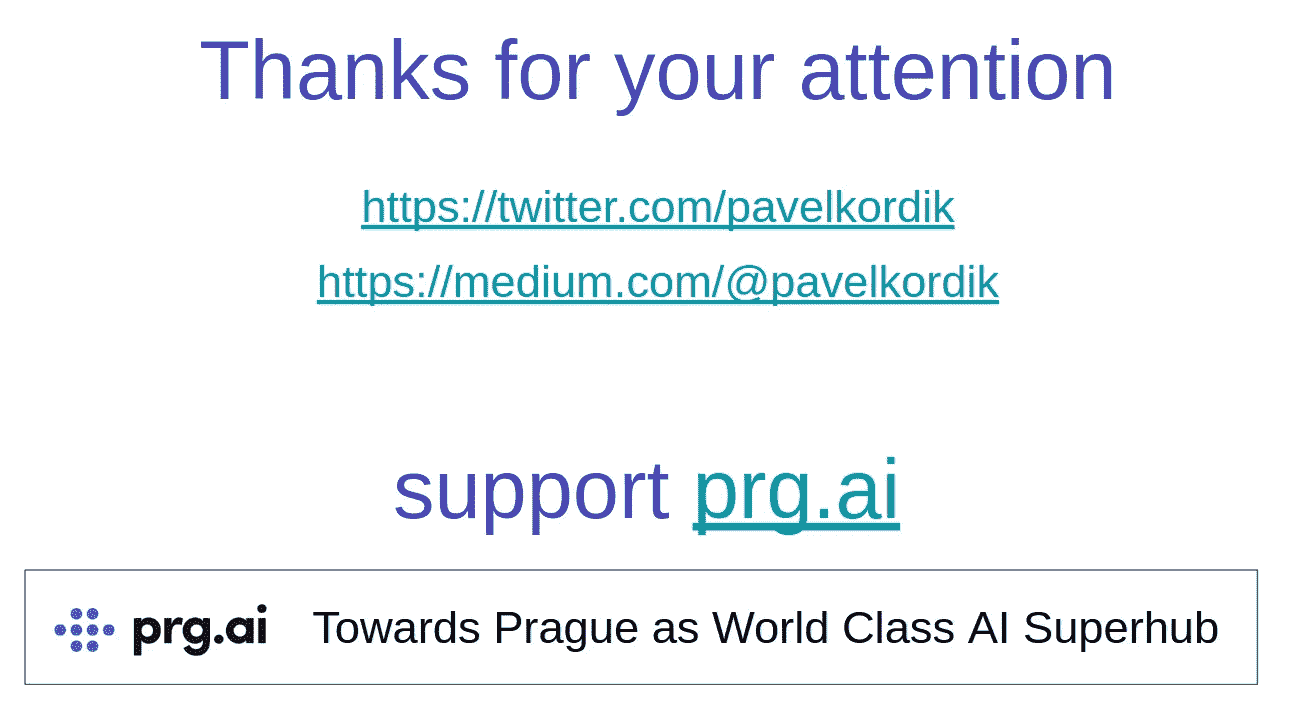 Thanks for your attention
https://twitter.com/pavelkordik
https://medium.com/@pavelkordik
support prg.ai
prg.ai Towards Prague as World Class AI Superhub